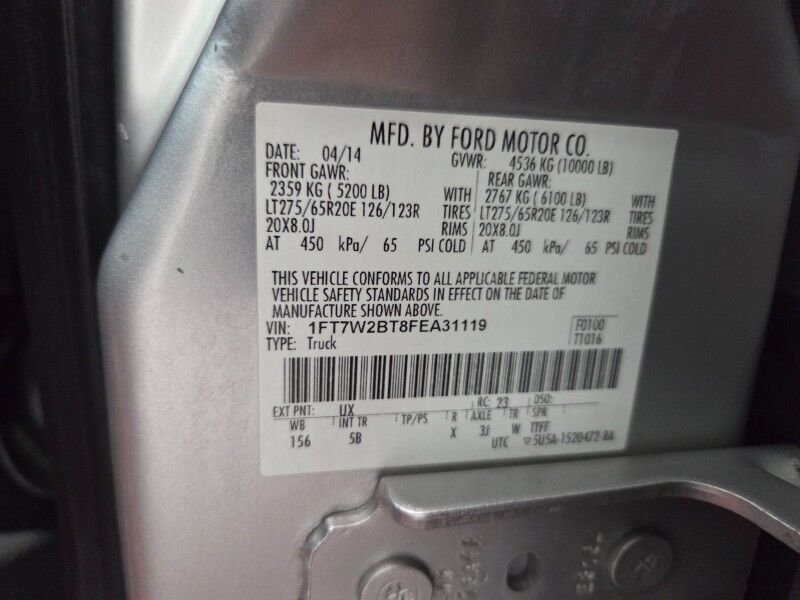 MFD. BY FORD MOTOR CO.
DATE: 04/14 GVWR: 4536 KG (10000 LB)
FRONT GAWR: REAR GAWR:
2359 KG ( 5200 LB) WITH 2767 KG ( 6100 LB) WITH
LT275/65R20E 126/123R TIRES LT275/65R20E 126/123R TIRES
20X8.0J RIMS 20X8.0J RIMS
AT 450 kPa/ 65 PSI COLD AT 450 kPa/ 65 PSI COLD
THIS VEHICLE CONFORMS TO ALL APPLICABLE FEDERAL MOTOR
VEHICLE SAFETY STANDARDS IN EFFECT ON THE DATE OF
MANUFACTURE SHOWN ABOVE.
VIN: 1FT7W2BT8FEA31119 F0100
TYPE: Truck T1016
EXT PNT: UX RC: 23 DSO:
WB INT TR TP/PS R AXLE TR SPR
156 5B X 3J W TTFF
UTC ▽5U5A-1520472-BA